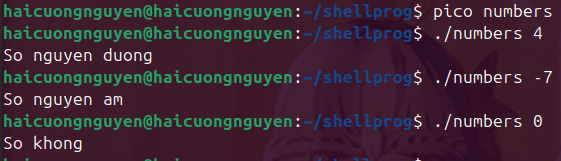 haicuongnguyen@haicuongnguyen:~/shellprog$ pico numbers
haicuongnguyen@haicuongnguyen:~/shellprog$ ./numbers 4
So nguyen duong
haicuongnguyen@haicuongnguyen:~/shellprog$ ./numbers -7
So nguyen am
haicuongnguyen@haicuongnguyen:~/shellprog$ ./numbers 0
So khong